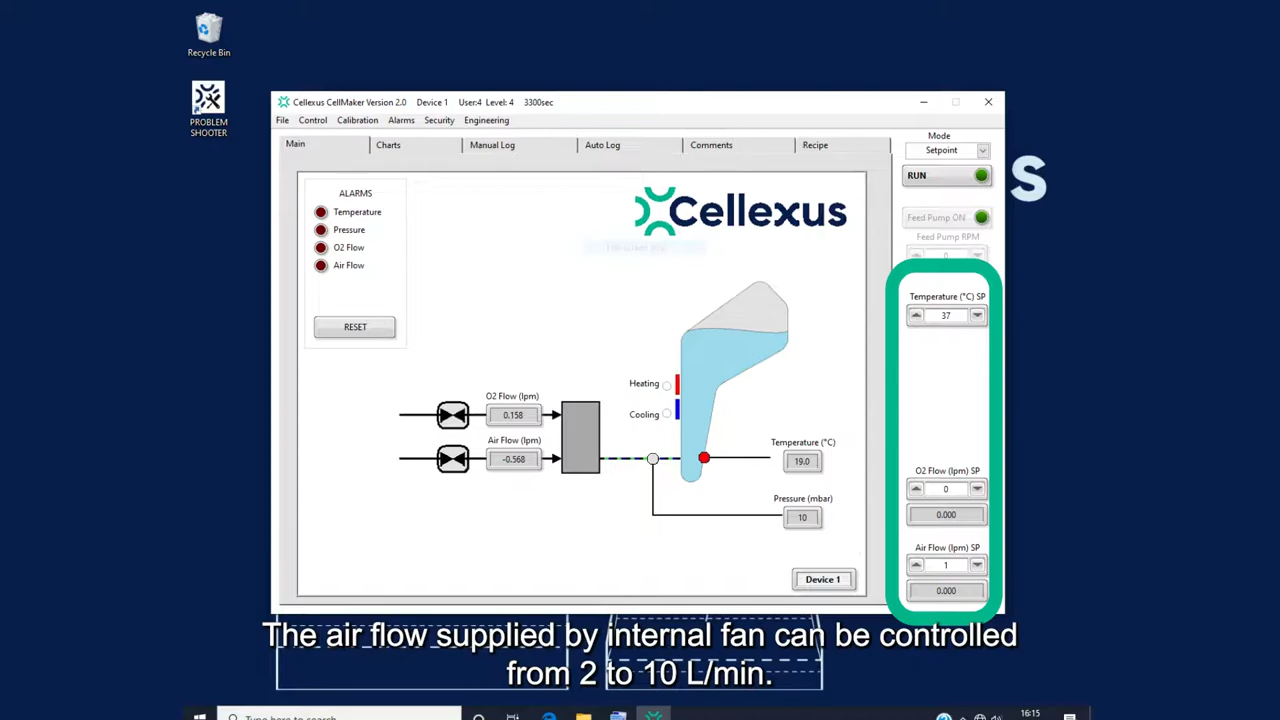 Recycle Bin
PROBLEM
SHOOTER
Cellexus CellMaker Version 2.0 Device 1 User:4 Level: 4 3300sec
File Control Calibration Alarms Security Engineering
Main Charts Manual Log Auto Log Comments Recipe
Mode
Setpoint
RUN
S
Feed Pump ON
Feed Pump RPM
0
ALARMS
Temperature
Pressure
O2 Flow
Air Flow
RESET
Cellexus
Temperature (°C) SP
37
Heating
Cooling
O2 Flow (lpm)
0.158
Air Flow (lpm)
-0.568
Temperature (°C)
19.0
Pressure (mbar)
10
O2 Flow (lpm) SP
0
0.000
Air Flow (lpm) SP
1
0.000
Device 1
The air flow supplied by internal fan can be controlled
from 2 to 10 L/min.
Type here to search
16:15